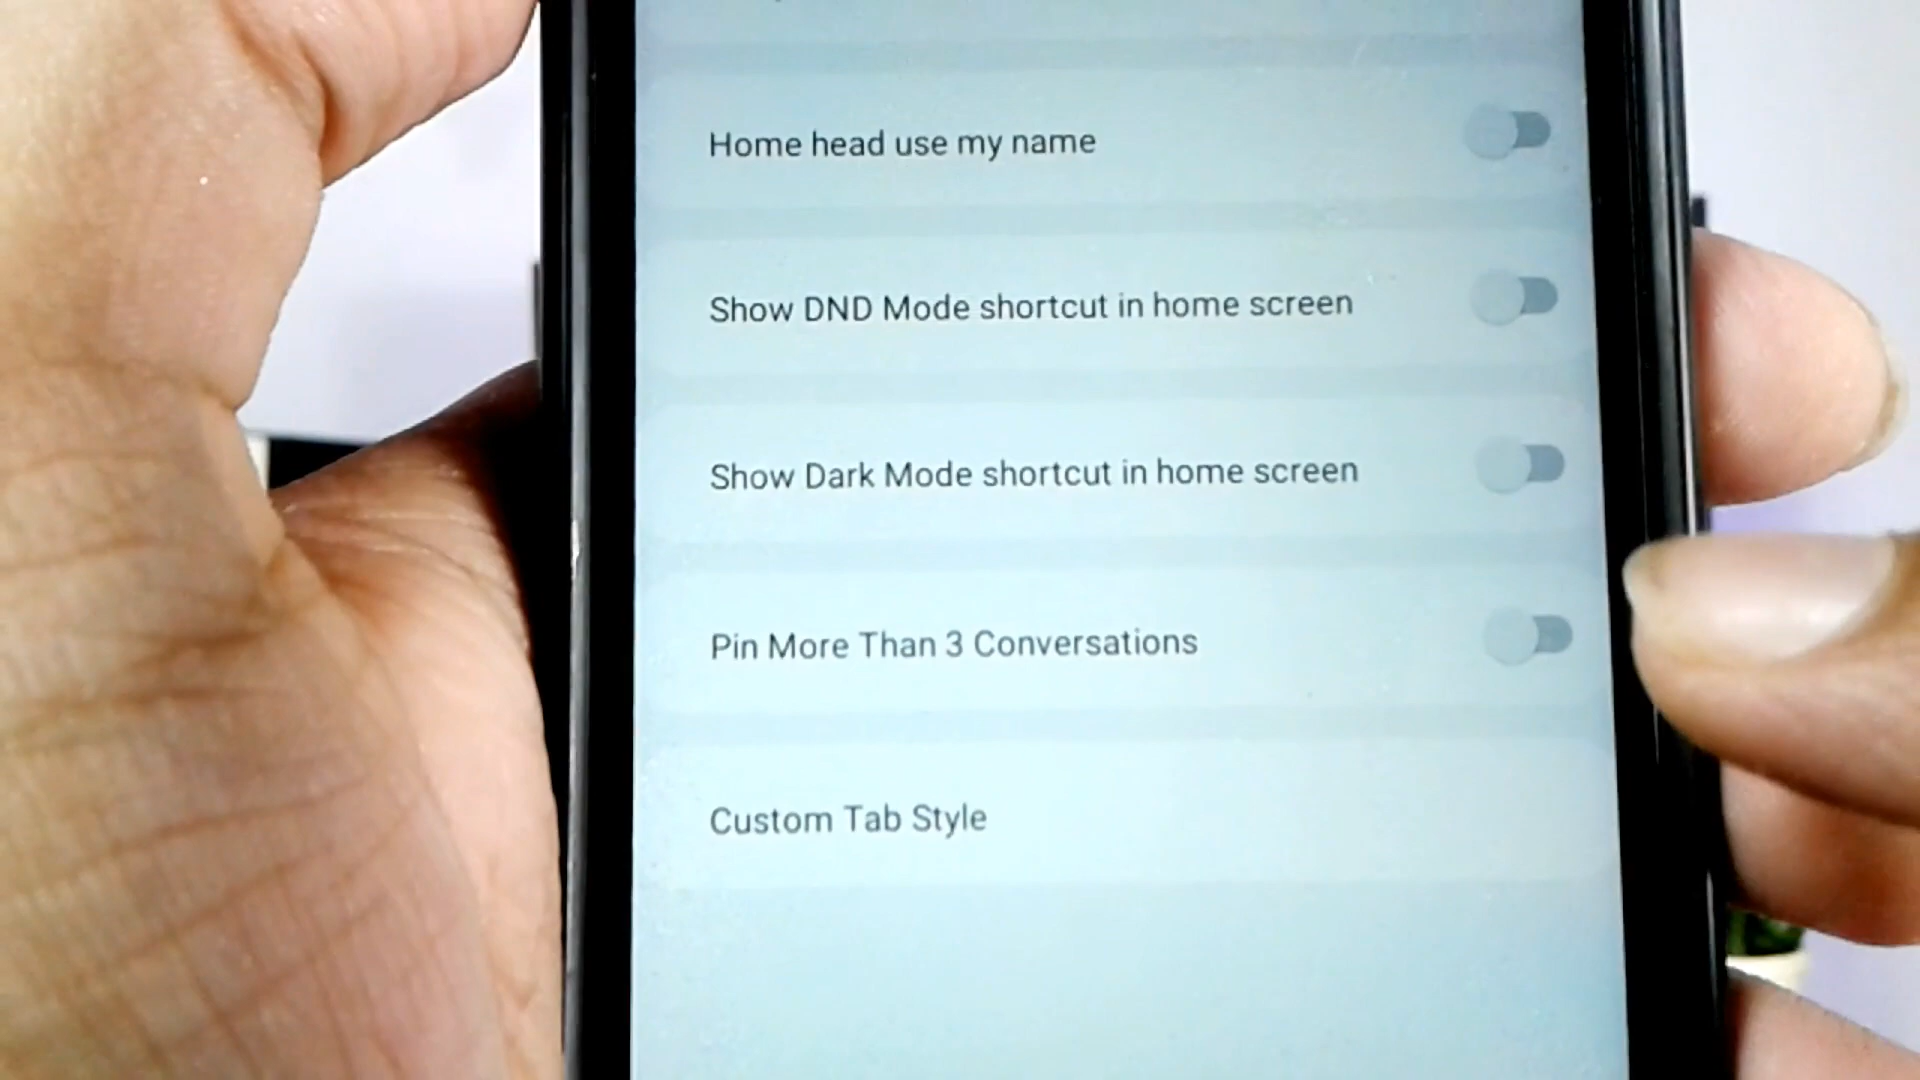 Home head use my name
Show DND Mode shortcut in home screen
Show Dark Mode shortcut in home screen
Pin More Than 3 Conversations
Custom Tab Style